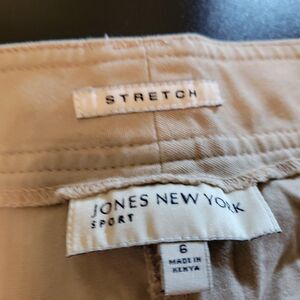 STRETCH
JONES NEW YORK
SPORT
6
MADE IN
KENYA